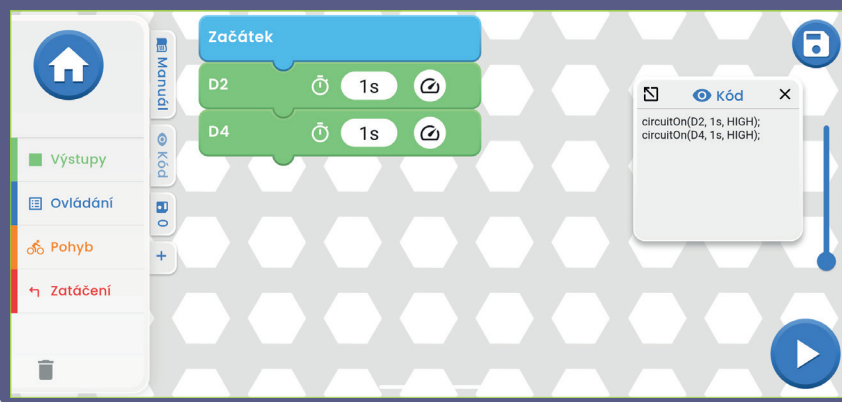 Začátek
D2 1s
D4 1s
Manuál
Kód
0
+
Výstupy
Ovládání
Pohyb
Zatáčení
Kód
circuitOn(D2, 1s, HIGH);
circuitOn(D4, 1s, HIGH);